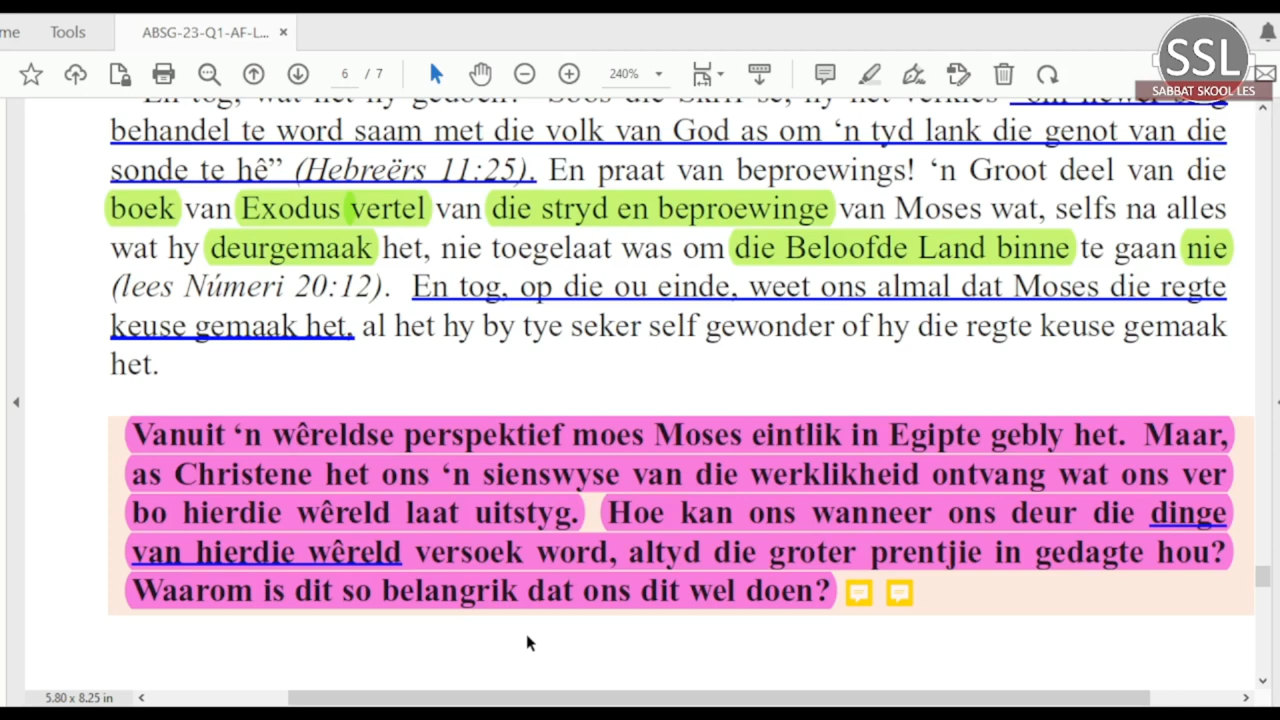 me Tools ABSG-23-Q1-AF-L... ×
6 / 7 240%
SSL
SABBAT SKOOL LES
behandel te word saam met die volk van God as om ‘n tyd lank die genot van die
sonde te hê” (Hebreërs 11:25). En praat van beproewings! ‘n Groot deel van die
boek van Exodus vertel van die stryd en beproewinge van Moses wat, selfs na alles
wat hy deurgemaak het, nie toegelaat was om die Beloofde Land binne te gaan nie
(lees Númeri 20:12). En tog, op die ou einde, weet ons almal dat Moses die regte
keuse gemaak het, al het hy by tye seker self gewonder of hy die regte keuse gemaak
het.
Vanuit ‘n wêreldse perspektief moes Moses eintlik in Egipte gebly het. Maar,
as Christene het ons ‘n sienswyse van die werklikheid ontvang wat ons ver
bo hierdie wêreld laat uitstyg. Hoe kan ons wanneer ons deur die dinge
van hierdie wêreld versoek word, altyd die groter prentjie in gedagte hou?
Waarom is dit so belangrik dat ons dit wel doen?
5.80 x 8.25 in